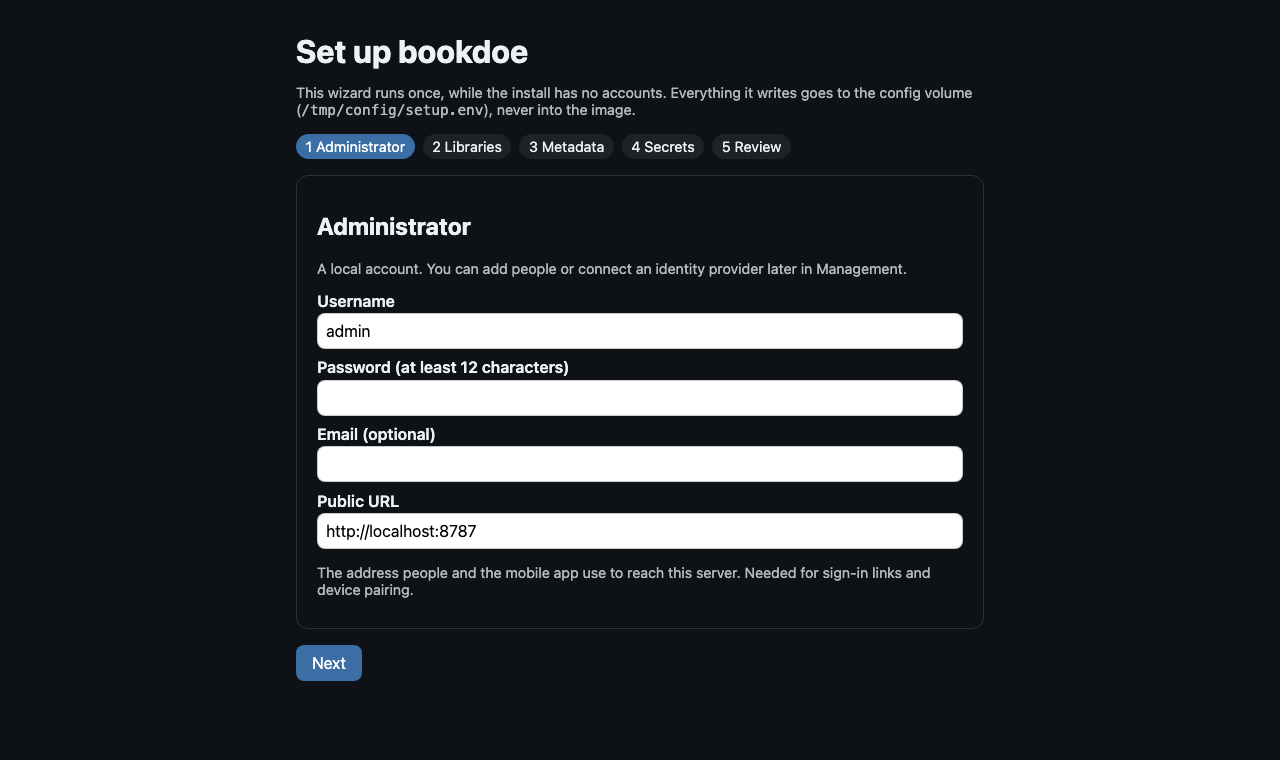 Set up bookdoe
This wizard runs once, while the install has no accounts. Everything it writes goes to the config volume
(/tmp/config/setup.env), never into the image.
1 Administrator
2 Libraries
3 Metadata
4 Secrets
5 Review
Administrator
A local account. You can add people or connect an identity provider later in Management.
Username
admin
Password (at least 12 characters)
Email (optional)
Public URL
http://localhost:8787
The address people and the mobile app use to reach this server. Needed for sign-in links and
device pairing.
Next